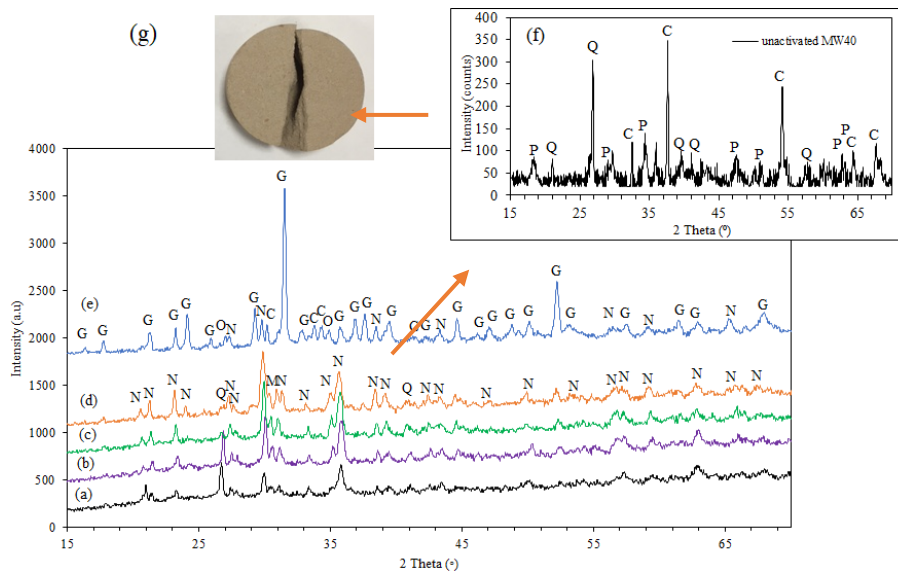 (g)
(f)
unactivated MW40
Intensity (counts)
400
350
300
250
200
150
100
50
0
P Q Q P C P C Q Q P P C Q P P C C
15 25 35 45 55 65
2 Theta (⁰)
Intensity (a.u)
4000
3500
3000
2500
2000
1500
1000
500
0
(e)
G G G G G G O N G N C G G C C O G G G N G G G N G G G G G G G N G N G G N G
(d)
N N N N Q N N M N N N N N N Q N N N N N N N N N N N
(c)
(b)
(a)
15 25 35 45 55 65
2 Theta (°)